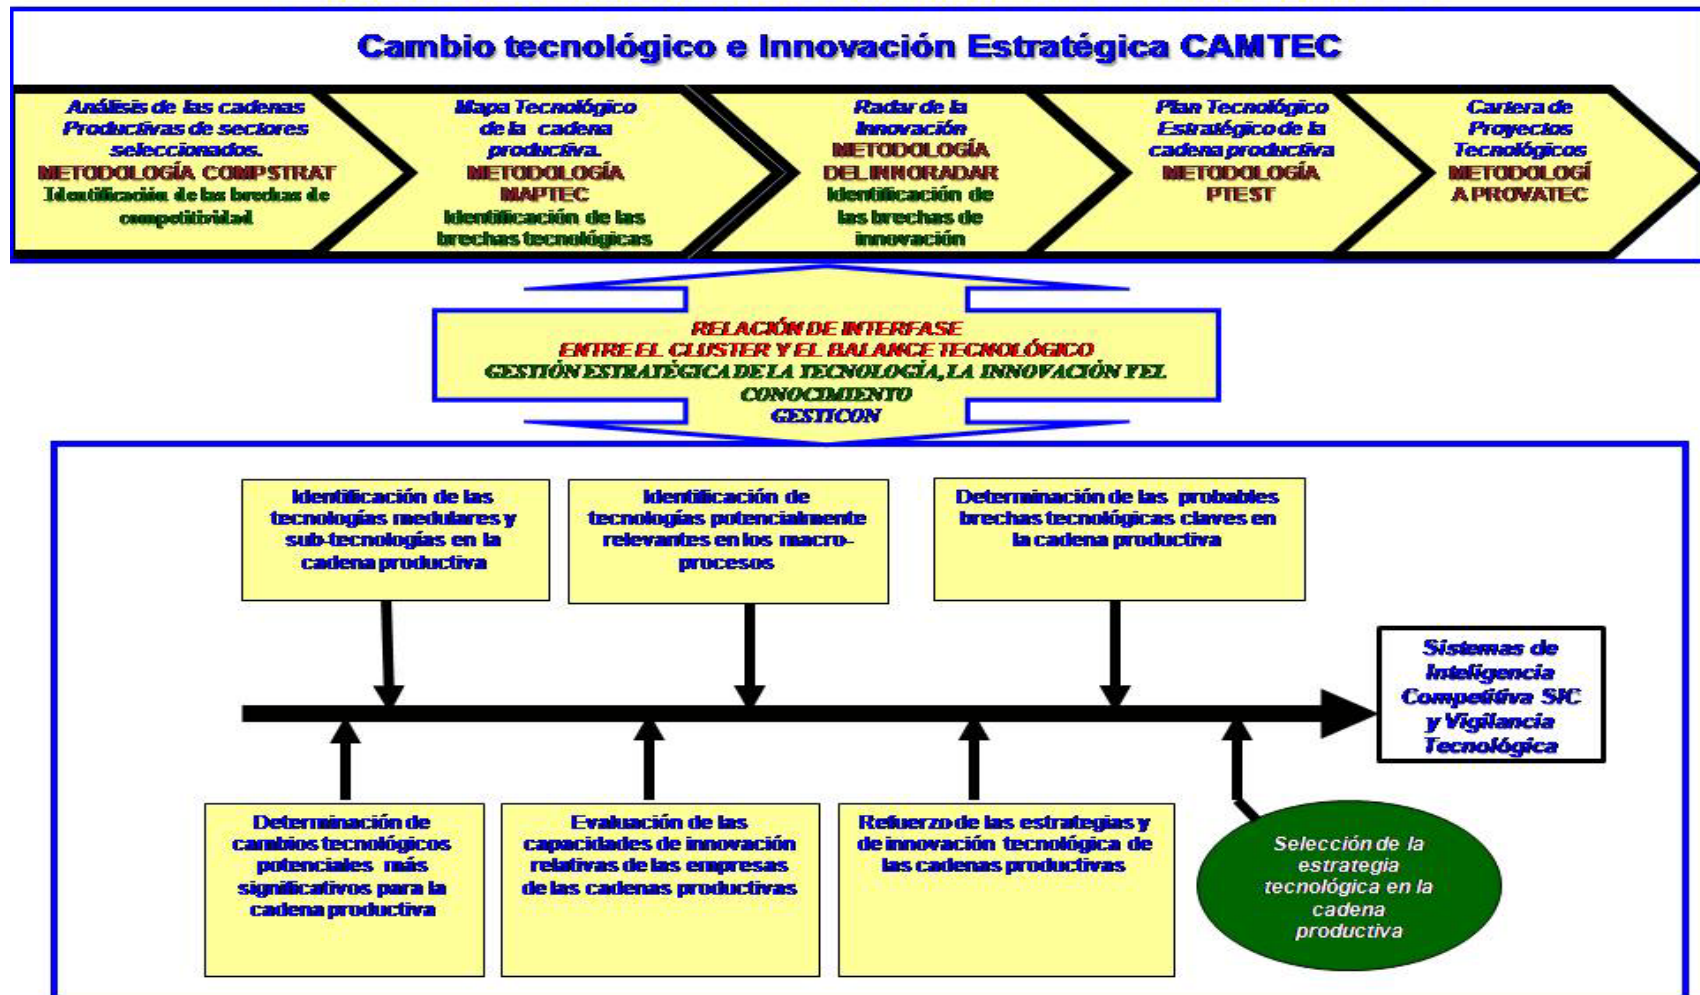 Cambio tecnológico e Innovación Estratégica CAMTEC
Análisis de las cadenas
Productivas de sectores
seleccionados.
METODOLOGÍA COMPSTRAT
Identificación de las brechas de
competitividad
Mapa Tecnológico
de la cadena
productiva.
METODOLOGÍA
MAPTEC
Identificación de las
brechas tecnológicas
Radar de la
Innovación
METODOLOGÍA
DEL INNORADAR
Identificación de
las brechas de
innovación
Plan Tecnológico
Estratégico de la
cadena productiva
METODOLOGÍA
PTEST
Cartera de
Proyectos
Tecnológicos
METODOLOGÍ
A PROVATEC
RELACIÓN DE INTERFASE
ENTRE EL CLUSTER Y EL BALANCE TECNOLÓGICO
GESTIÓN ESTRATÉGICA DE LA TECNOLOGÍA, LA INNOVACIÓN Y EL
CONOCIMIENTO
GESTICON
Identificación de las
tecnologías medulares y
sub-tecnologías en la
cadena productiva
Identificación de
tecnologías potencialmente
relevantes en los macro-
procesos
Determinación de las probables
brechas tecnológicas claves en
la cadena productiva
Sistemas de
Inteligencia
Competitiva SIC
y Vigilancia
Tecnológica
Determinación de
cambios tecnológicos
potenciales más
significativos para la
cadena productiva
Evaluación de las
capacidades de innovación
relativas de las empresas
de las cadenas productivas
Refuerzo de las estrategias y
de innovación tecnológica de
las cadenas productivas
Selección de la
estrategia
tecnológica en la
cadena
productiva